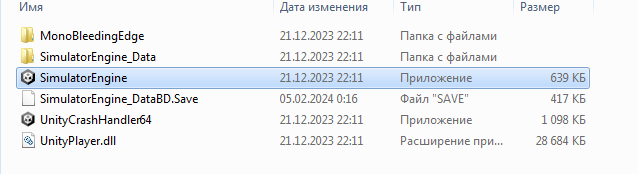 Имя Дата изменения Тип Размер
MonoBleedingEdge 21.12.2023 22:11 Папка с файлами
SimulatorEngine_Data 21.12.2023 22:11 Папка с файлами
SimulatorEngine 21.12.2023 22:11 Приложение 639 КБ
SimulatorEngine_DataBD.Save 05.02.2024 0:16 Файл "SAVE" 417 КБ
UnityCrashHandler64 21.12.2023 22:11 Приложение 1 098 КБ
UnityPlayer.dll 21.12.2023 22:11 Расширение при... 28 684 КБ